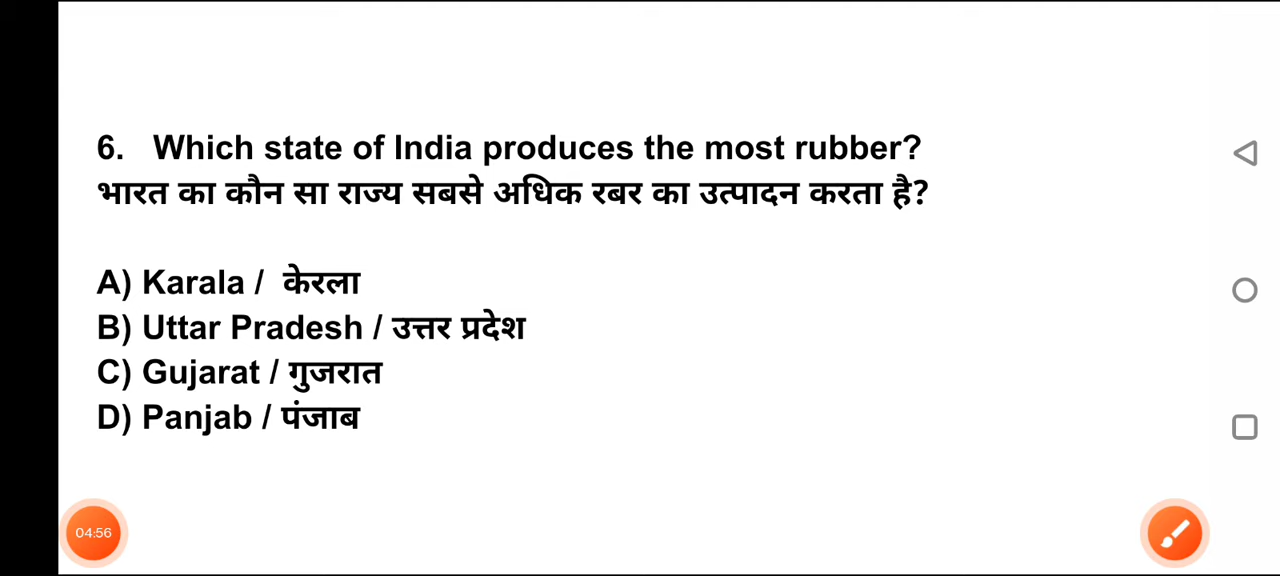 6. Which state of India produces the most rubber?
भारत का कौन सा राज्य सबसे अधिक रबर का उत्पादन करता है?
A) Karala / केरला
B) Uttar Pradesh / उत्तर प्रदेश
C) Gujarat / गुजरात
D) Panjab / पंजाब
04:56